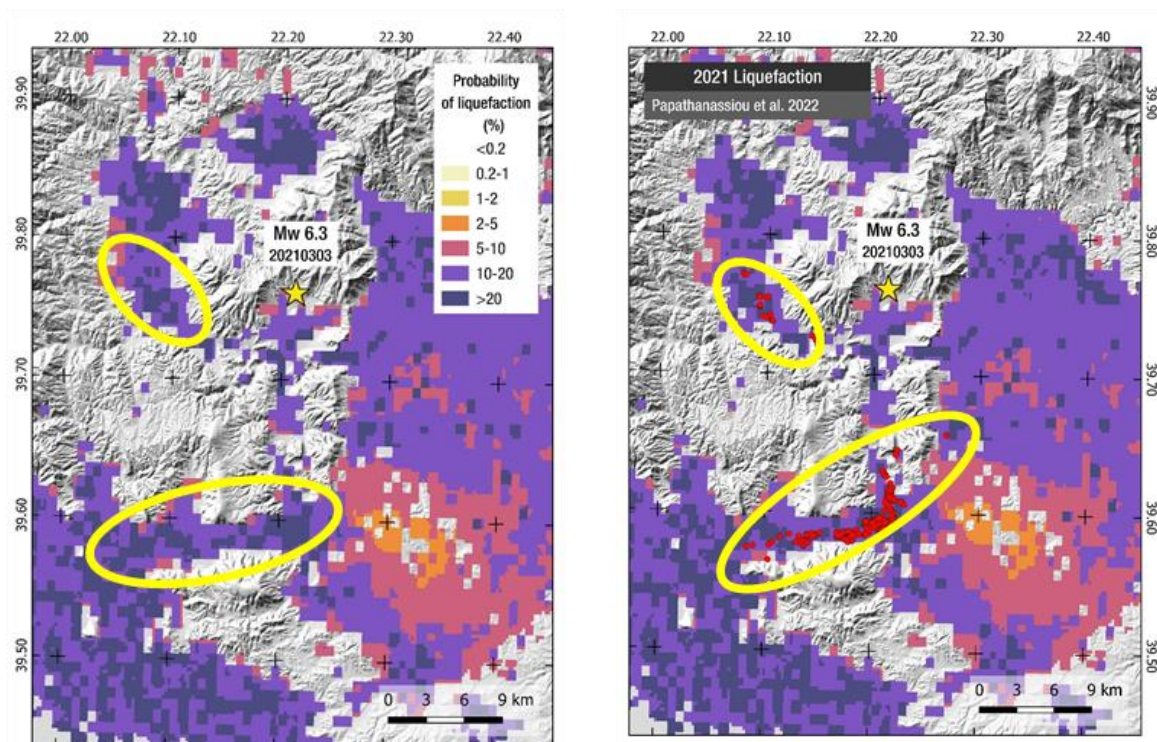 22.00 22.10 22.20 22.30 22.40
39.90
39.80
39.70
39.60
39.50
Probability
of liquefaction
(%)
<0.2
0.2-1
1-2
2-5
5-10
10-20
>20
Mw 6.3
20210303
0 3 6 9 km
22.00 22.10 22.20 22.30 22.40
2021 Liquefaction
Papathanassiou et al. 2022
Mw 6.3
20210303
39.90
39.80
39.70
39.60
39.50
0 3 6 9 km